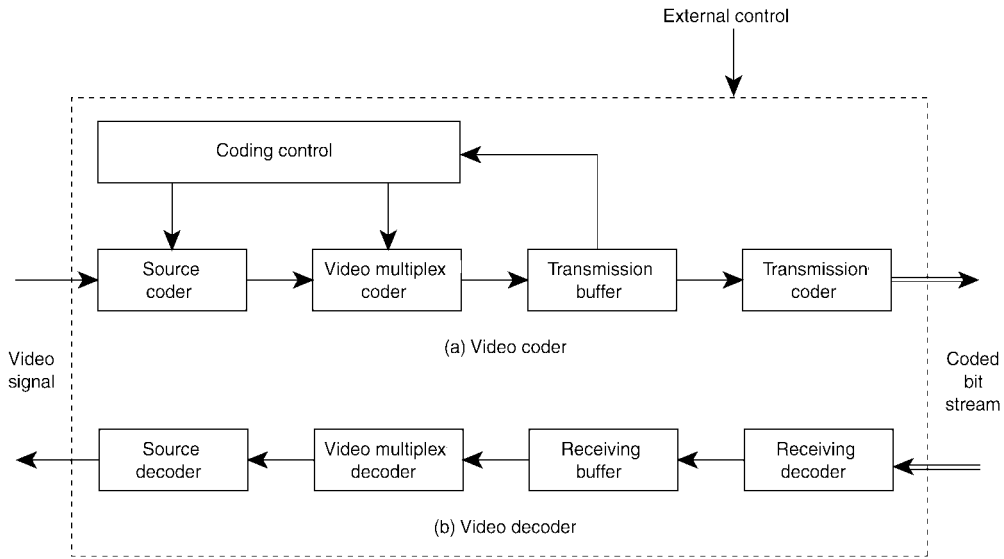 External control
Coding control
Source
coder
Video multiplex
coder
Transmission
buffer
Transmission
coder
(a) Video coder
Video
signal
Coded
bit
stream
Source
decoder
Video multiplex
decoder
Receiving
buffer
Receiving
decoder
(b) Video decoder